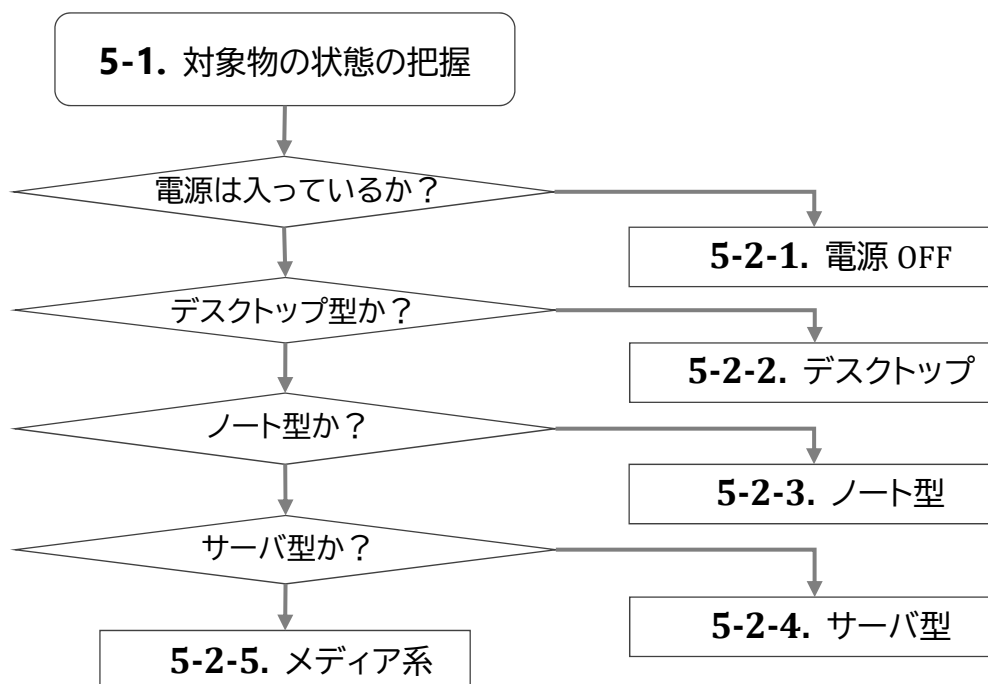 5-1. 対象物の状態の把握
電源は入っているか？
5-2-1. 電源 OFF
デスクトップ型か？
5-2-2. デスクトップ
ノート型か？
5-2-3. ノート型
サーバ型か？
5-2-4. サーバ型
5-2-5. メディア系